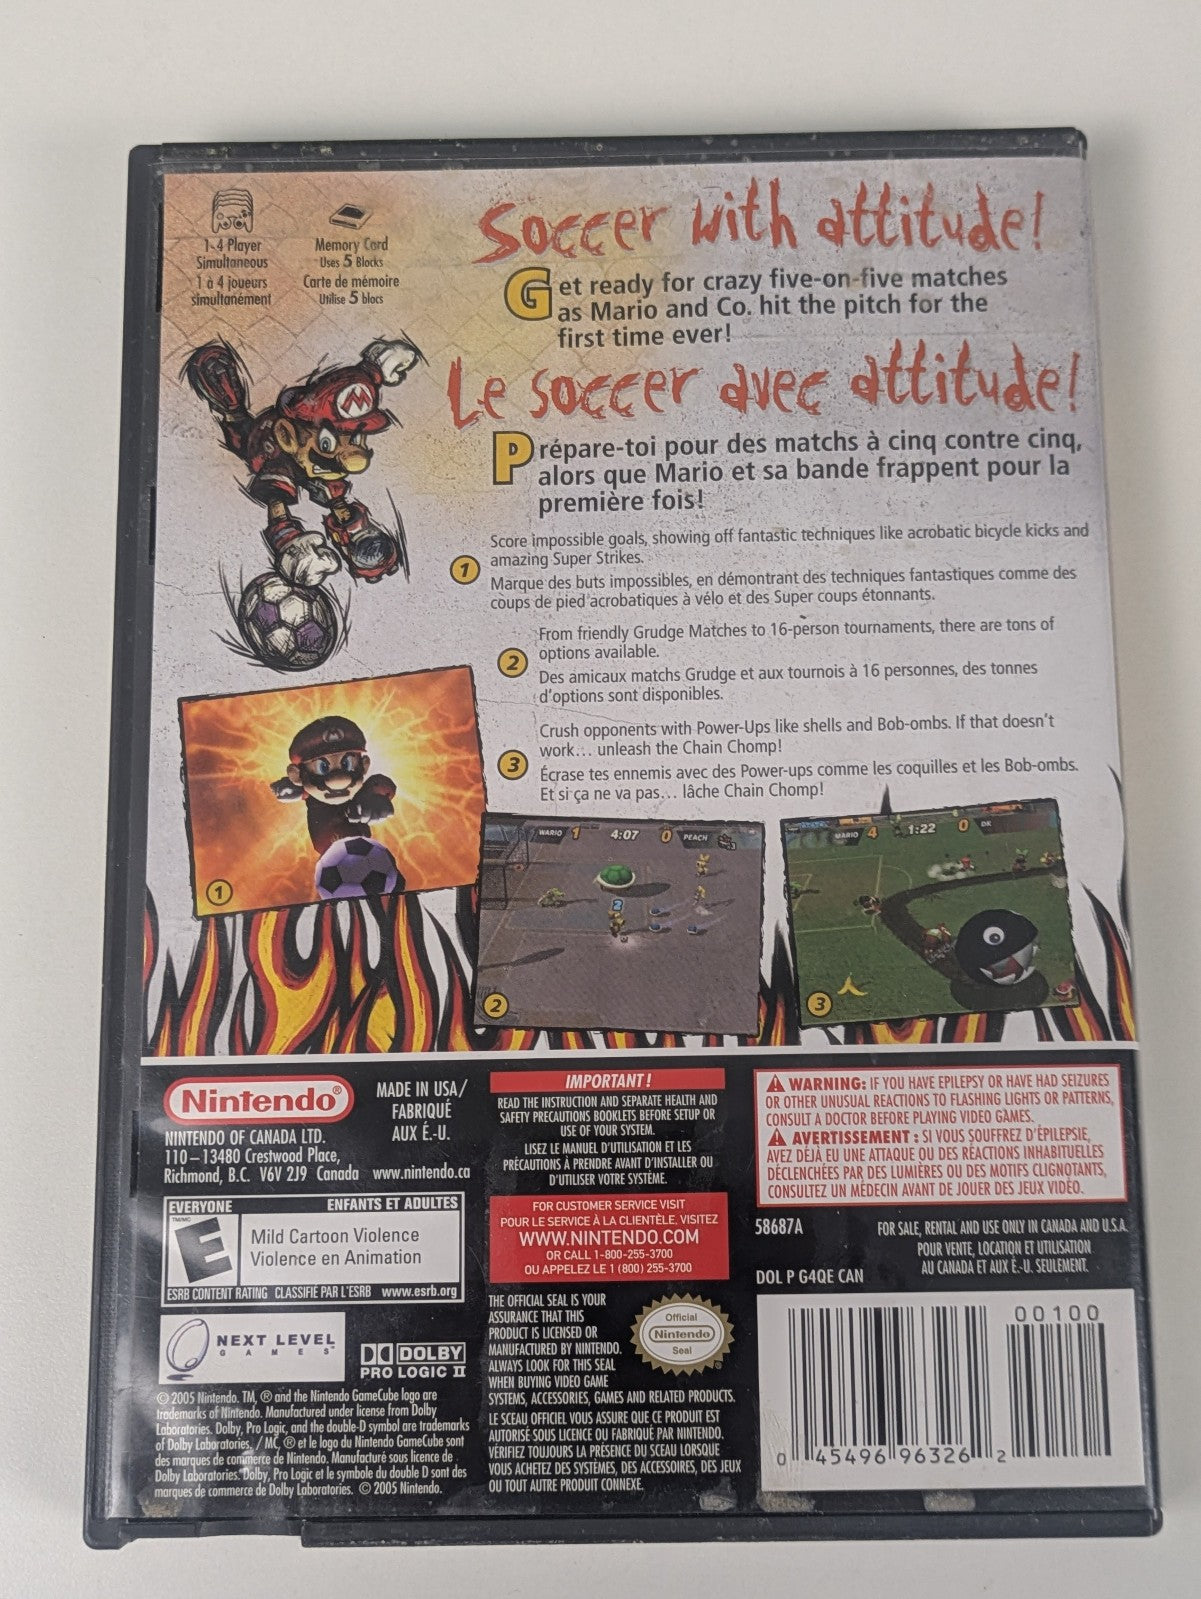 1-4 Player
Simultaneous
1 à 4 joueurs
simultanément
Memory Card
Uses 5 Blocks
Carte de mémoire
Utilise 5 blocs
Soccer with attitude!
Get ready for crazy five-on-five matches
as Mario and Co. hit the pitch for the
first time ever!
Le soccer avec attitude!
Prépare-toi pour des matchs à cinq contre cinq,
alors que Mario et sa bande frappent pour la
première fois!
1
Score impossible goals, showing off fantastic techniques like acrobatic bicycle kicks and
amazing Super Strikes.
Marque des buts impossibles, en démontrant des techniques fantastiques comme des
coups de pied acrobatiques à vélo et des Super coups étonnants.
2
From friendly Grudge Matches to 16-person tournaments, there are tons of
options available.
Des amicaux matchs Grudge et aux tournois à 16 personnes, des tonnes
d'options sont disponibles.
3
Crush opponents with Power-Ups like shells and Bob-ombs. If that doesn't
work... unleash the Chain Chomp!
Écrase tes ennemis avec des Power-ups comme les coquilles et les Bob-ombs.
Et si ça ne va pas... lâche Chain Chomp!
M
1
WARIO 1 4:07 0 PEACH
2
2
MARIO 4 1:22 0 DK
3
Nintendo®
MADE IN USA/
FABRIQUÉ
AUX É.-U.
NINTENDO OF CANADA LTD.
110–13480 Crestwood Place,
Richmond, B.C. V6V 2J9 Canada www.nintendo.ca
EVERYONE ENFANTS ET ADULTES
TM/MC
E
Mild Cartoon Violence
Violence en Animation
ESRB CONTENT RATING CLASSIFIÉ PAR L'ESRB www.esrb.org
NEXT LEVEL
GAMES™
DOLBY
PRO LOGIC II
© 2005 Nintendo. TM, ® and the Nintendo GameCube logo are
trademarks of Nintendo. Manufactured under license from Dolby
Laboratories. Dolby, Pro Logic, and the double-D symbol are trademarks
of Dolby Laboratories. / MC, ® et le logo du Nintendo GameCube sont
des marques de commerce de Nintendo. Manufacturé sous licence de
Dolby Laboratories. Dolby, Pro Logic et le symbole du double D sont des
marques de commerce de Dolby Laboratories. © 2005 Nintendo.
IMPORTANT!
READ THE INSTRUCTION AND SEPARATE HEALTH AND
SAFETY PRECAUTIONS BOOKLETS BEFORE SETUP OR
USE OF YOUR SYSTEM.
LISEZ LE MANUEL D'UTILISATION ET LES
PRÉCAUTIONS À PRENDRE AVANT D'INSTALLER OU
D'UTILISER VOTRE SYSTÈME.
FOR CUSTOMER SERVICE VISIT
POUR LE SERVICE À LA CLIENTÈLE, VISITEZ
WWW.NINTENDO.COM
OR CALL 1-800-255-3700
OU APPELEZ LE 1 (800) 255-3700
THE OFFICIAL SEAL IS YOUR
ASSURANCE THAT THIS
PRODUCT IS LICENSED OR
MANUFACTURED BY NINTENDO.
ALWAYS LOOK FOR THIS SEAL
WHEN BUYING VIDEO GAME
SYSTEMS, ACCESSORIES, GAMES AND RELATED PRODUCTS.
LE SCEAU OFFICIEL VOUS ASSURE QUE CE PRODUIT EST
AUTORISÉ SOUS LICENCE OU FABRIQUÉ PAR NINTENDO.
VÉRIFIEZ TOUJOURS LA PRÉSENCE DU SCEAU LORSQUE
VOUS ACHETEZ DES SYSTÈMES, DES ACCESSOIRES, DES JEUX
OU TOUT AUTRE PRODUIT CONNEXE.
Official
Nintendo
Seal
WARNING: IF YOU HAVE EPILEPSY OR HAVE HAD SEIZURES
OR OTHER UNUSUAL REACTIONS TO FLASHING LIGHTS OR PATTERNS,
CONSULT A DOCTOR BEFORE PLAYING VIDEO GAMES.
AVERTISSEMENT : SI VOUS SOUFFREZ D'ÉPILEPSIE,
AVEZ DÉJÀ EU UNE ATTAQUE OU DES RÉACTIONS INHABITUELLES
DÉCLENCHÉES PAR DES LUMIÈRES OU DES MOTIFS CLIGNOTANTS,
CONSULTEZ UN MÉDECIN AVANT DE JOUER DES JEUX VIDÉO.
58687A
FOR SALE, RENTAL AND USE ONLY IN CANADA AND U.S.A.
POUR VENTE, LOCATION ET UTILISATION
AU CANADA ET AUX É.-U. SEULEMENT.
DOL P G4QE CAN
00100
0 45496 96326 2